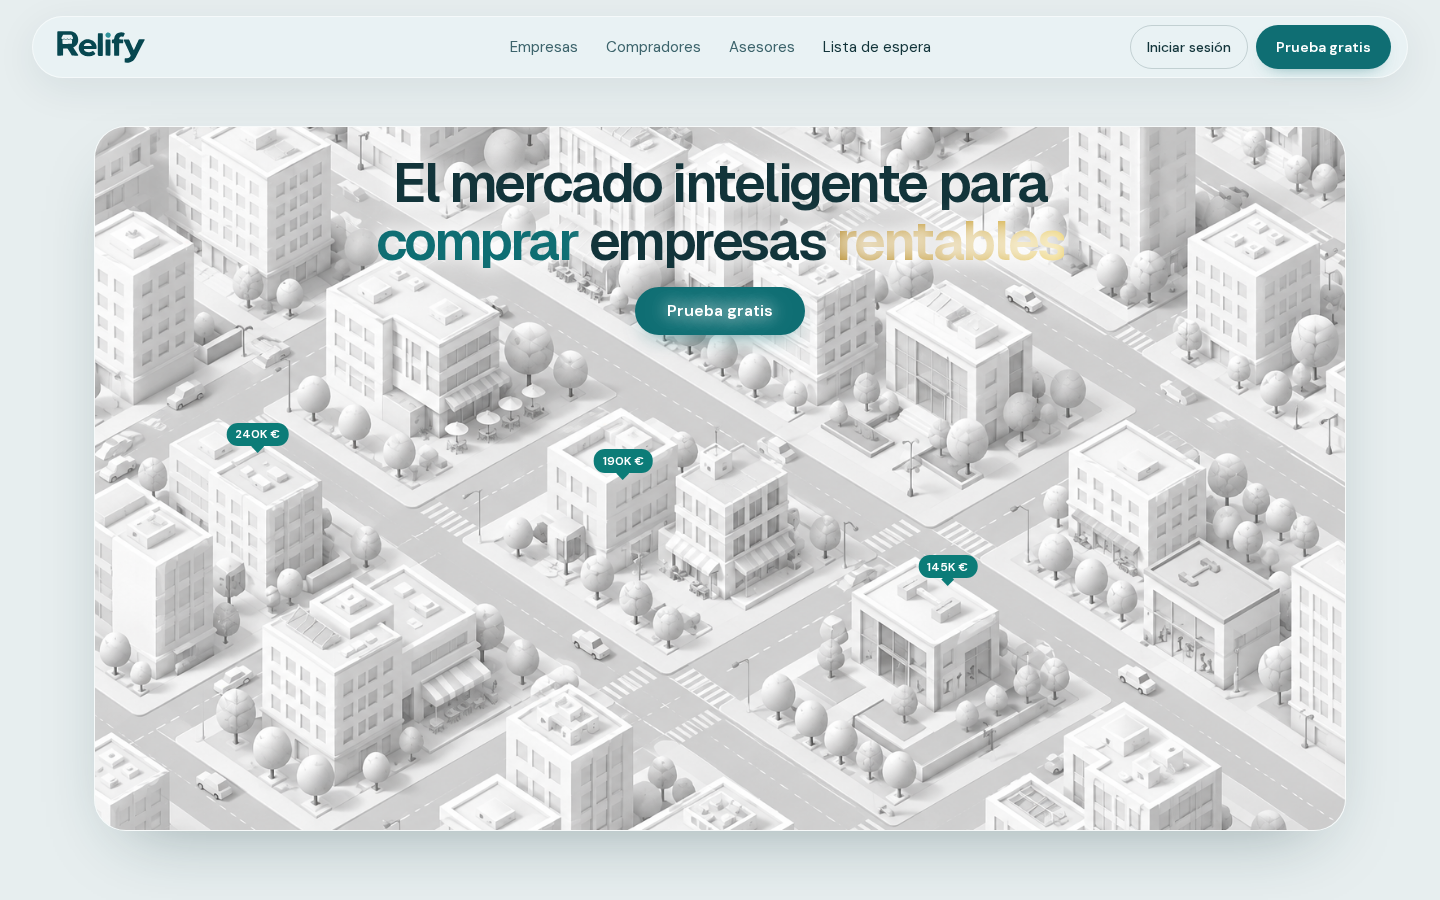 Relify
Empresas
Compradores
Asesores
Lista de espera
Iniciar sesión
Prueba gratis
El mercado inteligente para
comprar empresas rentables
Prueba gratis
240K €
190K €
145K €